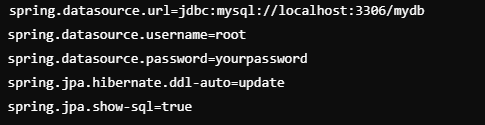 spring.datasource.url=jdbc:mysql://localhost:3306/mydb
spring.datasource.username=root
spring.datasource.password=yourpassword
spring.jpa.hibernate.ddl-auto=update
spring.jpa.show-sql=true